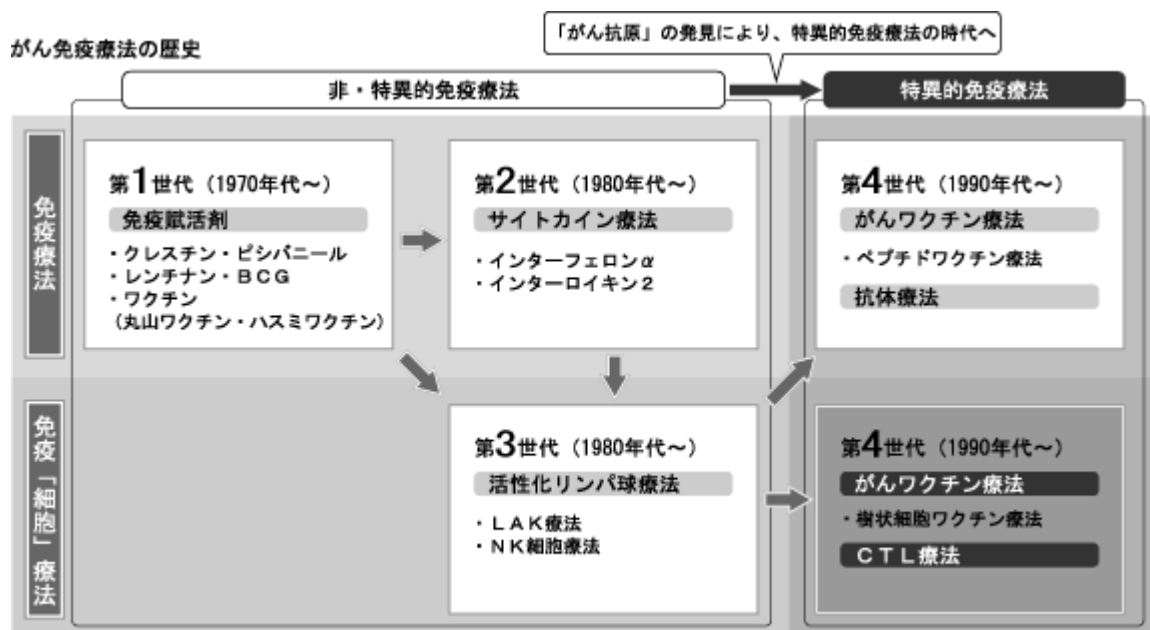 「がん抗原」の発見により、特異的免疫療法の時代へ
がん免疫療法の歴史
非・特異的免疫療法
特異的免疫療法
免疫療法
第1世代（1970年代～）
免疫賦活剤
・クレスチン・ピシバニール
・レンチナン・ＢＣＧ
・ワクチン
（丸山ワクチン・ハスミワクチン）
第2世代（1980年代～）
サイトカイン療法
・インターフェロンα
・インターロイキン２
第4世代（1990年代～）
がんワクチン療法
・ペプチドワクチン療法
抗体療法
免疫「細胞」療法
第3世代（1980年代～）
活性化リンパ球療法
・ＬＡＫ療法
・ＮＫ細胞療法
第4世代（1990年代～）
がんワクチン療法
・樹状細胞ワクチン療法
ＣＴＬ療法